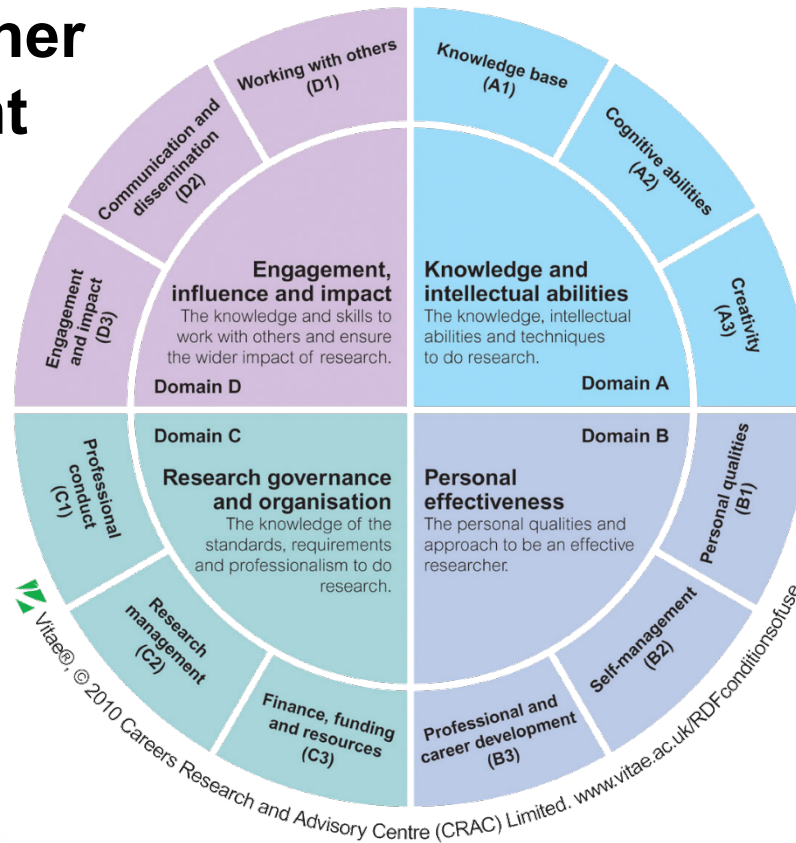 ner
nt
Working with others
(D1)
Knowledge base
(A1)
Communication and
dissemination
(D2)
Cognitive abilities
(A2)
Engagement
and impact
(D3)
Creativity
(A3)
Engagement,
influence and impact
The knowledge and skills to
work with others and ensure
the wider impact of research.
Domain D
Knowledge and
intellectual abilities
The knowledge, intellectual
abilities and techniques
to do research.
Domain A
Domain C
Research governance
and organisation
The knowledge of the
standards, requirements
and professionalism to do
research.
Domain B
Personal
effectiveness
The personal qualities and
approach to be an effective
researcher.
Professional
conduct
(C1)
Personal qualities
(B1)
Research
management
(C2)
Self-management
(B2)
Finance, funding
and resources
(C3)
Professional and
career development
(B3)
Vitae®, © 2010 Careers Research and Advisory Centre (CRAC) Limited. www.vitae.ac.uk/RDFconditionsofuse